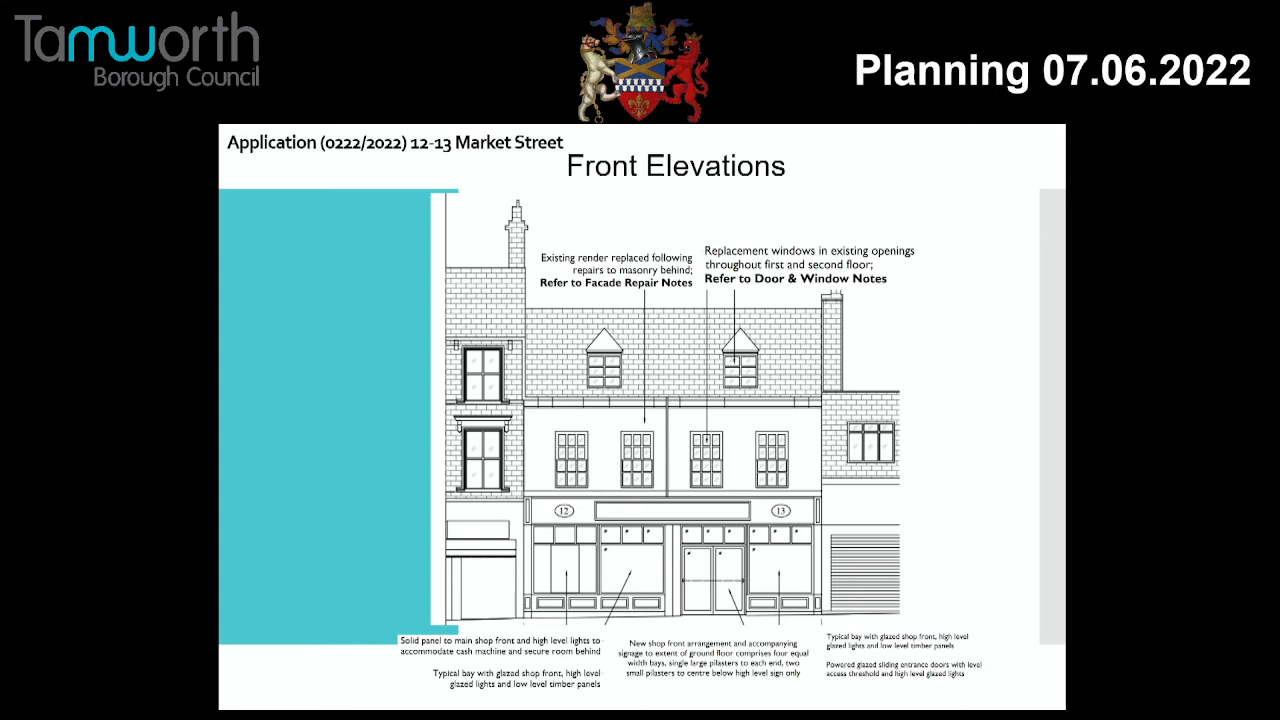 Tamworth
Borough Council
Planning 07.06.2022
Application (0222/2022) 12-13 Market Street
Front Elevations
Existing render replaced following
repairs to masonry behind;
Refer to Facade Repair Notes
Replacement windows in existing openings
throughout first and second floor;
Refer to Door & Window Notes
12
13
Solid panel to main shop front and high level lights to
accommodate cash machine and secure room behind
Typical bay with glazed shop front, high level
glazed lights and low level timber panels
New shop front arrangement and accompanying
signage to extent of ground floor comprises four equal
width bays, single large pilasters to each end, two
small pilasters to centre below high level sign only
Typical bay with glazed shop front, high level
glazed lights and low level timber panels
Powered glazed sliding entrance doors with level
access threshold and high level glazed lights